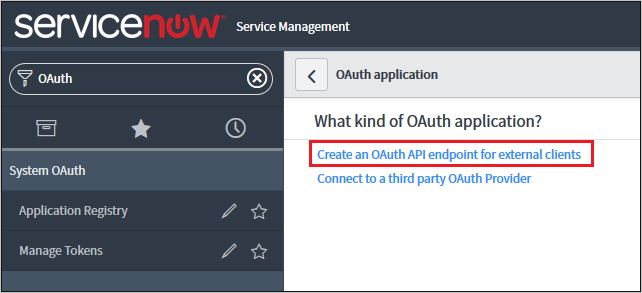 servicenow Service Management
OAuth
OAuth application
What kind of OAuth application?
Create an OAuth API endpoint for external clients
Connect to a third party OAuth Provider
System OAuth
Application Registry
Manage Tokens